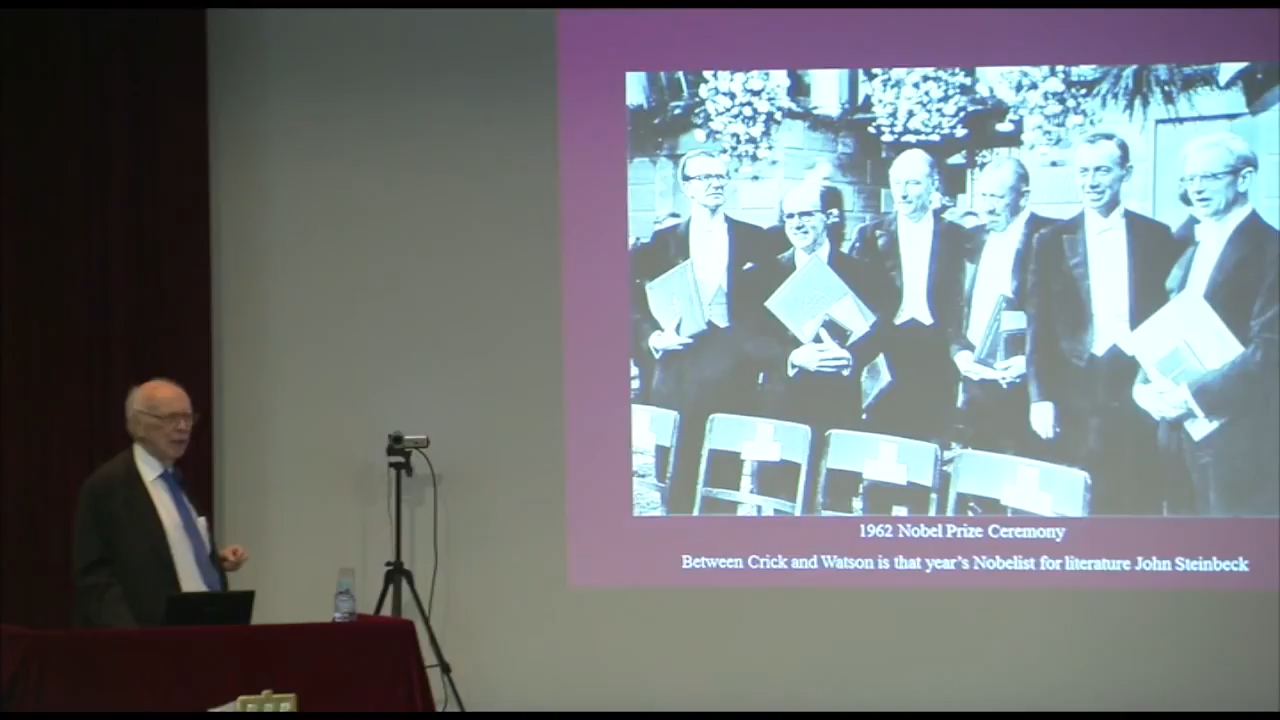 1962 Nobel Prize Ceremony
Between Crick and Watson is that year's Nobelist for literature John Steinbeck